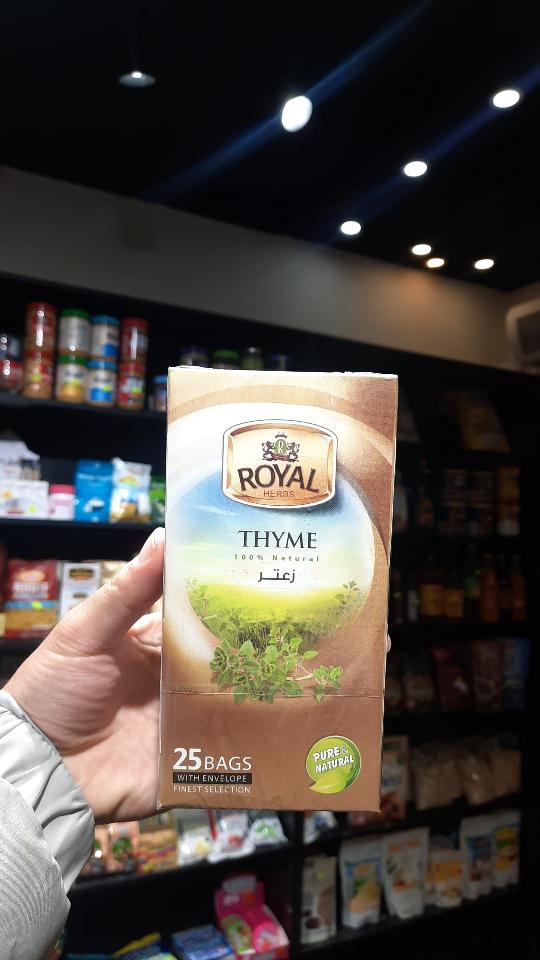 ROYAL
HERBS
THYME
100% Natural
زعتر
25 BAGS
WITH ENVELOPE
FINEST SELECTION
PURE &
NATURAL